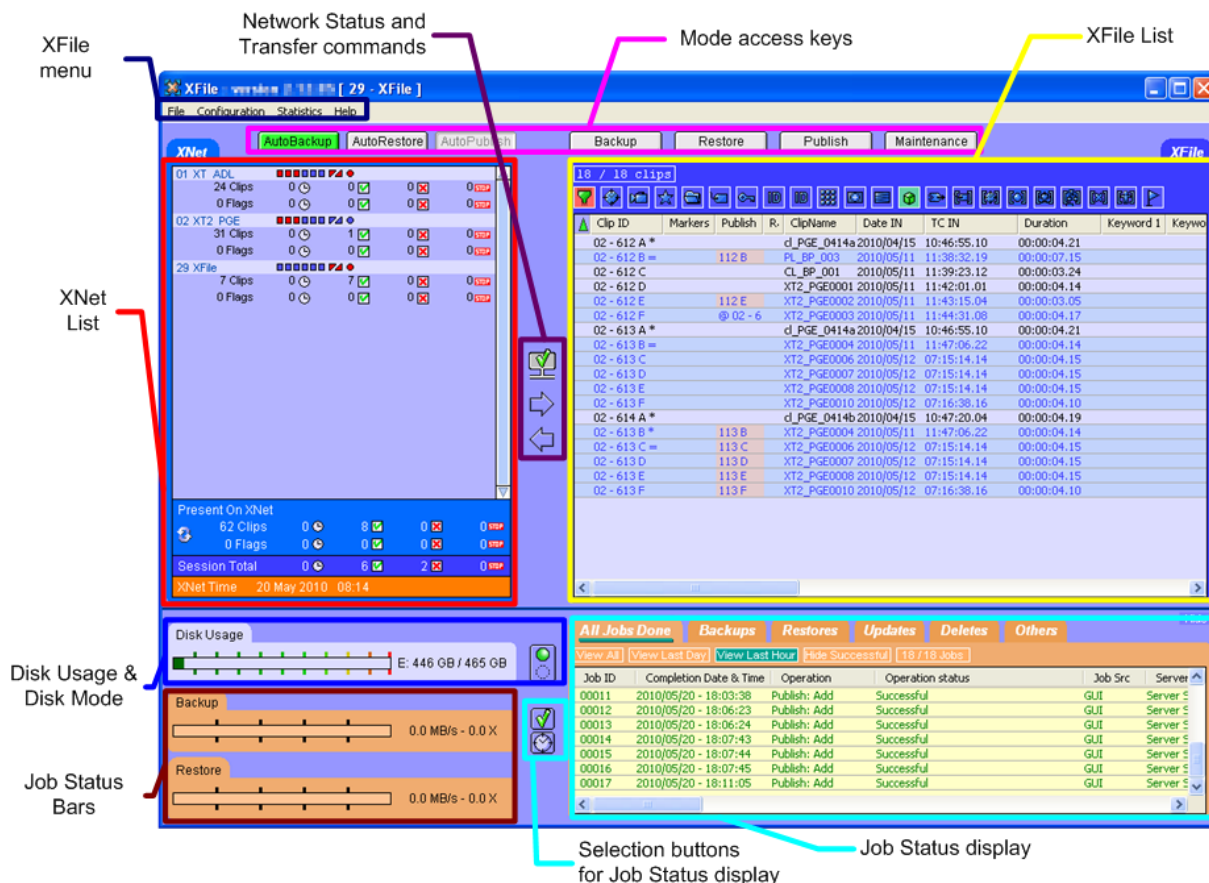 Network Status and
Transfer commands
Mode access keys
XFile List
XFile
menu
XFile - version [ 29 - XFile ]
File Configuration Statistics Help
AutoBackup AutoRestore AutoPublish Backup Restore Publish Maintenance
XNet
XFile
01 XT ADL
24 Clips 0 0 0 0 STOP
0 Flags 0 0 0 0 STOP
02 XT2 PGE
31 Clips 0 1 0 0 STOP
0 Flags 0 0 0 0 STOP
29 XFile
7 Clips 0 7 0 0 STOP
0 Flags 0 0 0 0 STOP
Present On XNet
62 Clips 0 8 0 0 STOP
0 Flags 0 0 0 0 STOP
Session Total 0 6 2 0 STOP
XNet Time 20 May 2010 08:14
XNet
List
18 / 18 clips
Clip ID Markers Publish R. ClipName Date IN TC IN Duration Keyword 1 Keywo
02 - 612 A * cl_PGE_0414a 2010/04/15 10:46:55.10 00:00:04.21
02 - 612 B = 112 B PL_BP_003 2010/05/11 11:38:32.19 00:00:07.15
02 - 612 C CL_BP_001 2010/05/11 11:39:23.12 00:00:03.24
02 - 612 D XT2_PGE0001 2010/05/11 11:42:01.01 00:00:04.14
02 - 612 E 112 E XT2_PGE0002 2010/05/11 11:43:15.04 00:00:03.05
02 - 612 F @ 02 - 6 XT2_PGE0003 2010/05/11 11:44:31.08 00:00:04.17
02 - 613 A * cl_PGE_0414a 2010/04/15 10:46:55.10 00:00:04.21
02 - 613 B = XT2_PGE0004 2010/05/11 11:47:06.22 00:00:04.14
02 - 613 C XT2_PGE0006 2010/05/12 07:15:14.14 00:00:04.15
02 - 613 D XT2_PGE0007 2010/05/12 07:15:14.14 00:00:04.15
02 - 613 E XT2_PGE0008 2010/05/12 07:15:14.14 00:00:04.15
02 - 613 F XT2_PGE0010 2010/05/12 07:16:38.16 00:00:04.10
02 - 614 A * cl_PGE_0414b 2010/04/15 10:47:20.04 00:00:04.19
02 - 613 B * 113 B XT2_PGE0004 2010/05/11 11:47:06.22 00:00:04.14
02 - 613 C = 113 C XT2_PGE0006 2010/05/12 07:15:14.14 00:00:04.15
02 - 613 D 113 D XT2_PGE0007 2010/05/12 07:15:14.14 00:00:04.15
02 - 613 E 113 E XT2_PGE0008 2010/05/12 07:15:14.14 00:00:04.15
02 - 613 F 113 F XT2_PGE0010 2010/05/12 07:16:38.16 00:00:04.10
Disk Usage &
Disk Mode
Disk Usage
E: 446 GB / 465 GB
Backup
0.0 MB/s - 0.0 X
Restore
0.0 MB/s - 0.0 X
Job Status
Bars
All Jobs Done Backups Restores Updates Deletes Others
View All View Last Day View Last Hour Hide Successful 18 / 18 Jobs
Job ID Completion Date & Time Operation Operation status Job Src Server
00011 2010/05/20 - 18:03:38 Publish: Add Successful GUI Server S
00012 2010/05/20 - 18:06:23 Publish: Add Successful GUI Server S
00013 2010/05/20 - 18:06:24 Publish: Add Successful GUI Server S
00014 2010/05/20 - 18:07:43 Publish: Add Successful GUI Server S
00015 2010/05/20 - 18:07:44 Publish: Add Successful GUI Server S
00016 2010/05/20 - 18:07:45 Publish: Add Successful GUI Server S
00017 2010/05/20 - 18:11:05 Publish: Add Successful GUI Server S
Selection buttons
for Job Status display
Job Status display